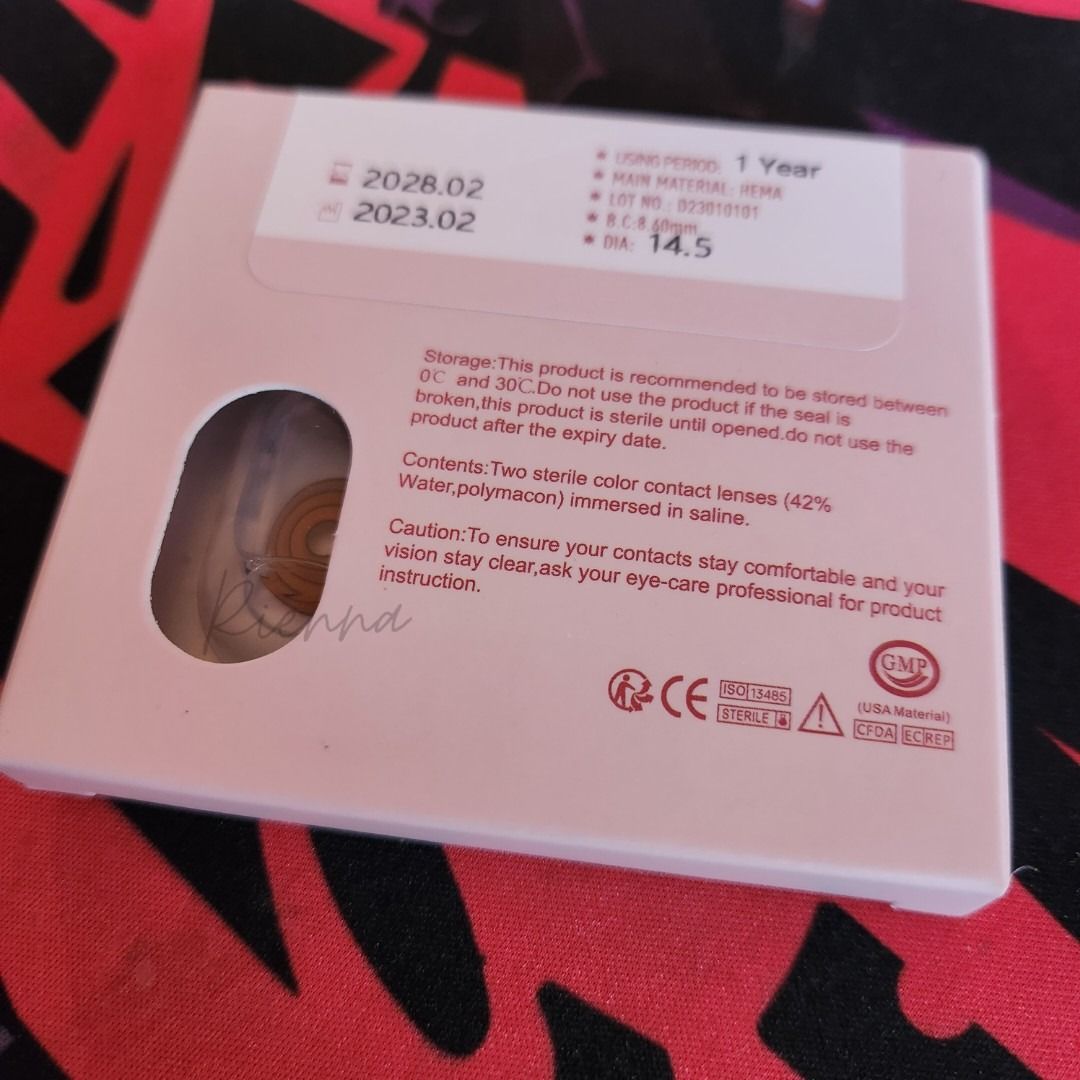 2028.02
2023.02
* USING PERIOD: 1 Year
* MAIN MATERIAL: HEMA
* LOT NO.: D23010101
* B.C:8.60mm
* DIA: 14.5
Storage:This product is recommended to be stored between
0℃ and 30℃.Do not use the product if the seal is
broken,this product is sterile until opened.do not use the
product after the expiry date.
Contents:Two sterile color contact lenses (42%
Water,polymacon) immersed in saline.
Caution:To ensure your contacts stay comfortable and your
vision stay clear,ask your eye-care professional for product
instruction.
Rienna
GMP
(USA Material)
CE ISO 13485
STERILE
CFDA EC REP